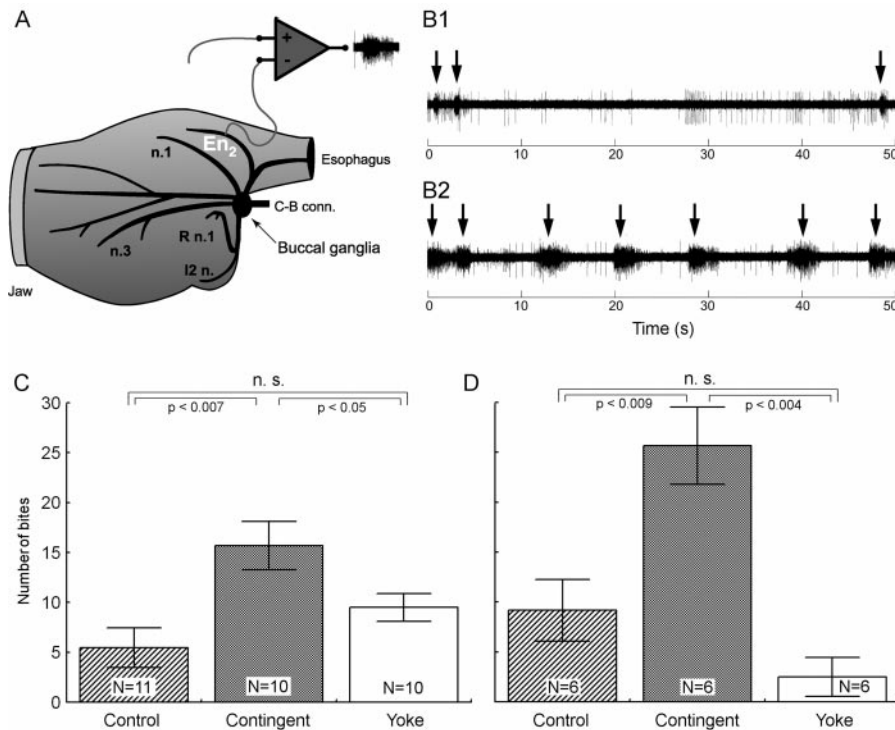 A
+
-
En2
n.1
Esophagus
C-B conn.
n.3
R n.1
Buccal ganglia
I2 n.
Jaw
B1
0 10 20 30 40 50
B2
0 10 20 30 40 50
Time (s)
C
n. s.
p < 0.007 p < 0.05
30
25
20
15
10
5
0
Number of bites
N=11 N=10 N=10
Control Contingent Yoke
D
n. s.
p < 0.009 p < 0.004
N=6 N=6 N=6
Control Contingent Yoke